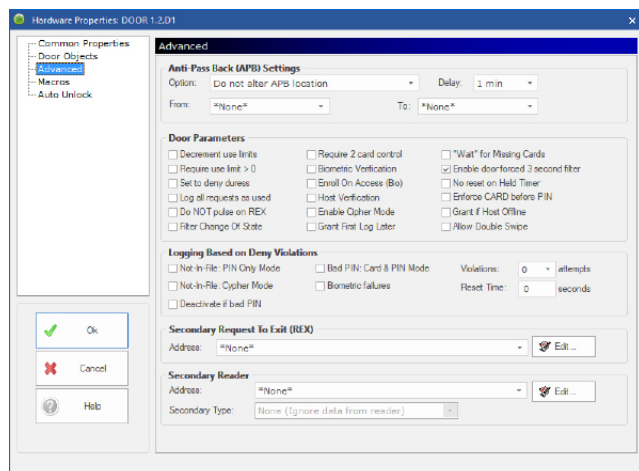 Hardware Properties: DOOR 1.2.D1
Common Properties
Door Objects
Advanced
Macros
Auto Unlock
Ok
Cancel
Help
Advanced
Anti-Pass Back (APB) Settings
Option: Do not alter APB location Delay: 1 min
From: *None* To: *None*
Door Parameters
Decrement use limits Require 2 card control "Wait" for Missing Cards
Require use limit > 0 Biometric Verification Enable door forced 3 second filter
Set to deny duress Enroll On Access (Bio) No reset on Held Timer
Log all requests as used Host Verification Enforce CARD before PIN
Do NOT pulse on REX Enable Cipher Mode Grant if Host Offline
Filter Change Of State Grant First Log Later Allow Double Swipe
Logging Based on Deny Violations
Not-In-File: PIN Only Mode Bad PIN: Card & PIN Mode Violations: 0 attempts
Not-In-File: Cypher Mode Biometric failures Reset Time: 0 seconds
Deactivate if bad PIN
Secondary Request To Exit (REX)
Address: *None* Edit...
Secondary Reader
Address: *None* Edit...
Secondary Type: None (Ignore data from reader)